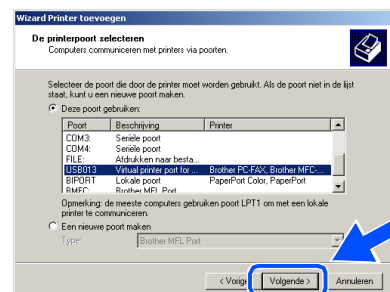 Wizard Printer toevoegen
De printerpoort selecteren
Computers communiceren met printers via poorten.
Selecteer de poort die door de printer moet worden gebruikt. Als de poort niet in de lijst
staat, kunt u een nieuwe poort maken.
Deze poort gebruiken:
Poort Beschrijving Printer
COM3: Seriële poort
COM4: Seriële poort
FILE: Afdrukken naar besta...
USB013 Virtual printer port for ... Brother PC-FAX, Brother MFC-...
BIPORT Lokale poort PaperPort Color, PaperPort
BMFC: Brother MFL Port
Opmerking: de meeste computers gebruiken poort LPT1 om met een lokale
printer te communiceren.
Een nieuwe poort maken
Type: Brother MFL Port
< Vorige Volgende > Annuleren